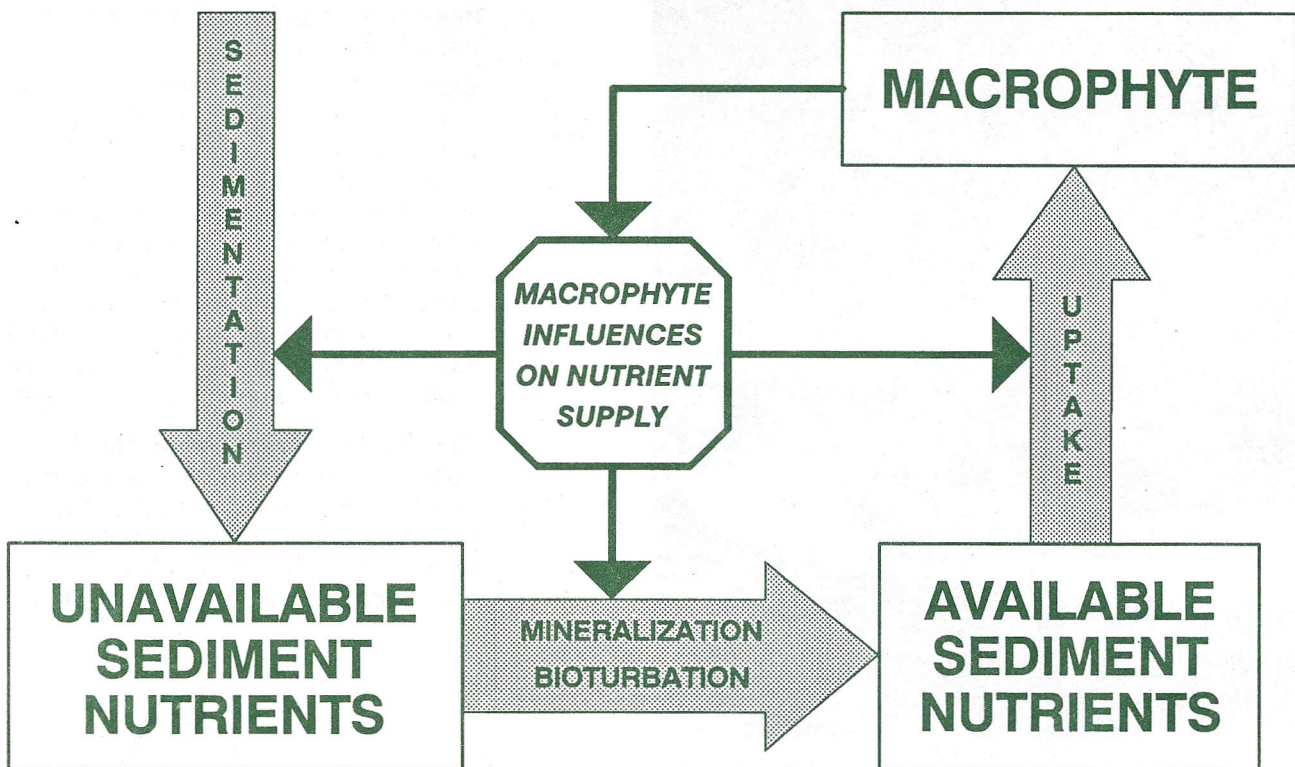 SEDIMENTATION
MACROPHYTE
MACROPHYTE
INFLUENCES
ON NUTRIENT
SUPPLY
UPTAKE
UNAVAILABLE
SEDIMENT
NUTRIENTS
MINERALIZATION
BIOTURBATION
AVAILABLE
SEDIMENT
NUTRIENTS